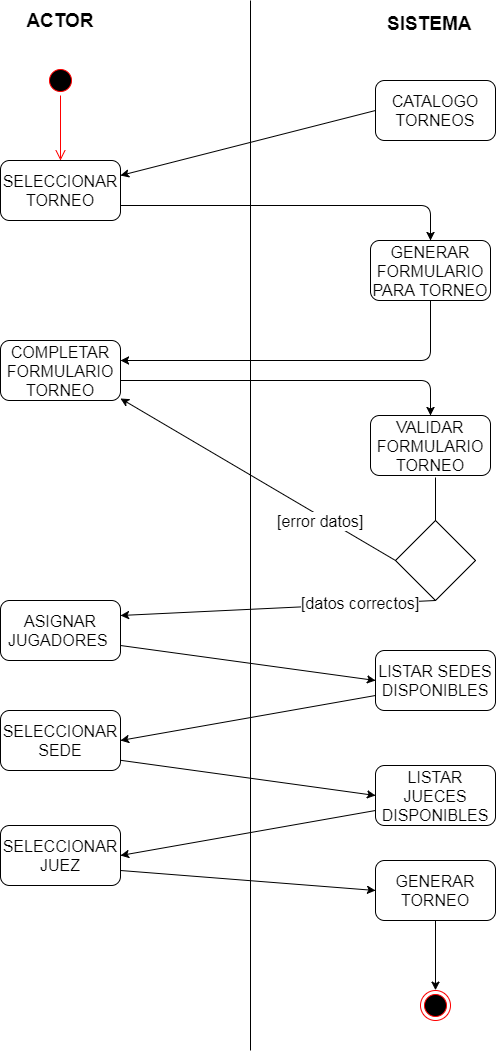 ACTOR
SISTEMA
CATALOGO
TORNEOS
SELECCIONAR
TORNEO
GENERAR
FORMULARIO
PARA TORNEO
COMPLETAR
FORMULARIO
TORNEO
VALIDAR
FORMULARIO
TORNEO
[error datos]
[datos correctos]
ASIGNAR
JUGADORES
LISTAR SEDES
DISPONIBLES
SELECCIONAR
SEDE
LISTAR
JUECES
DISPONIBLES
SELECCIONAR
JUEZ
GENERAR
TORNEO